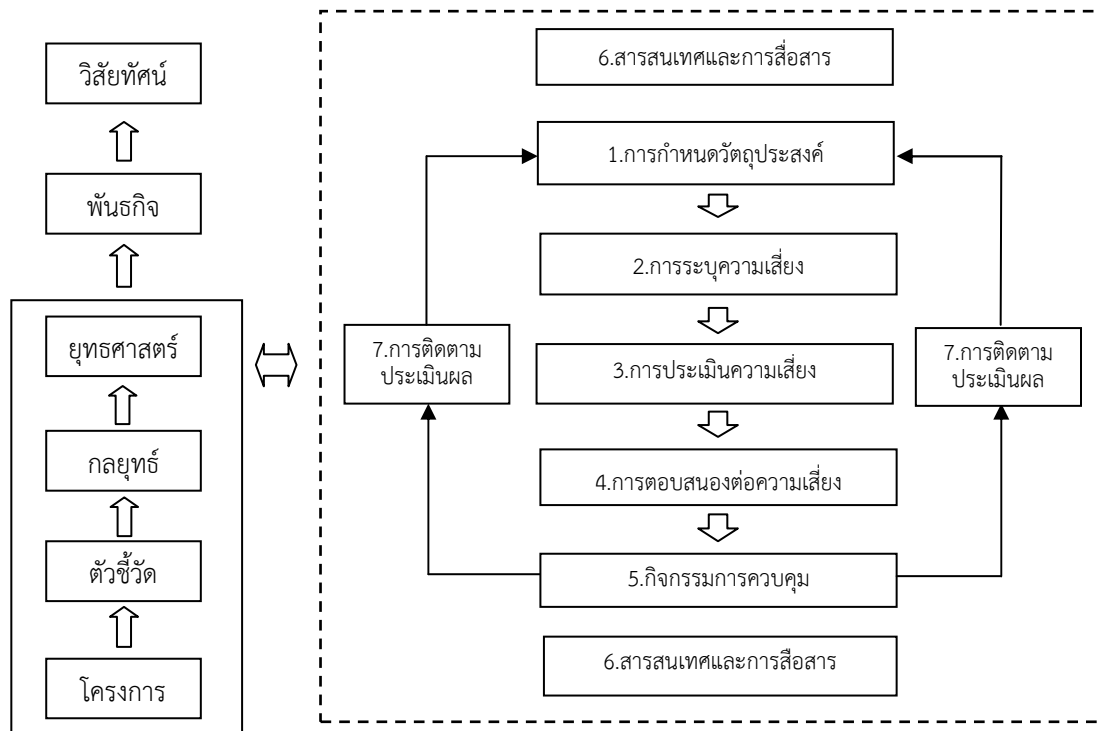 วิสัยทัศน์
พันธกิจ
ยุทธศาสตร์
กลยุทธ์
ตัวชี้วัด
โครงการ
6.สารสนเทศและการสื่อสาร
1.การกำหนดวัตถุประสงค์
2.การระบุความเสี่ยง
7.การติดตาม
ประเมินผล
3.การประเมินความเสี่ยง
7.การติดตาม
ประเมินผล
4.การตอบสนองต่อความเสี่ยง
5.กิจกรรมการควบคุม
6.สารสนเทศและการสือสาร